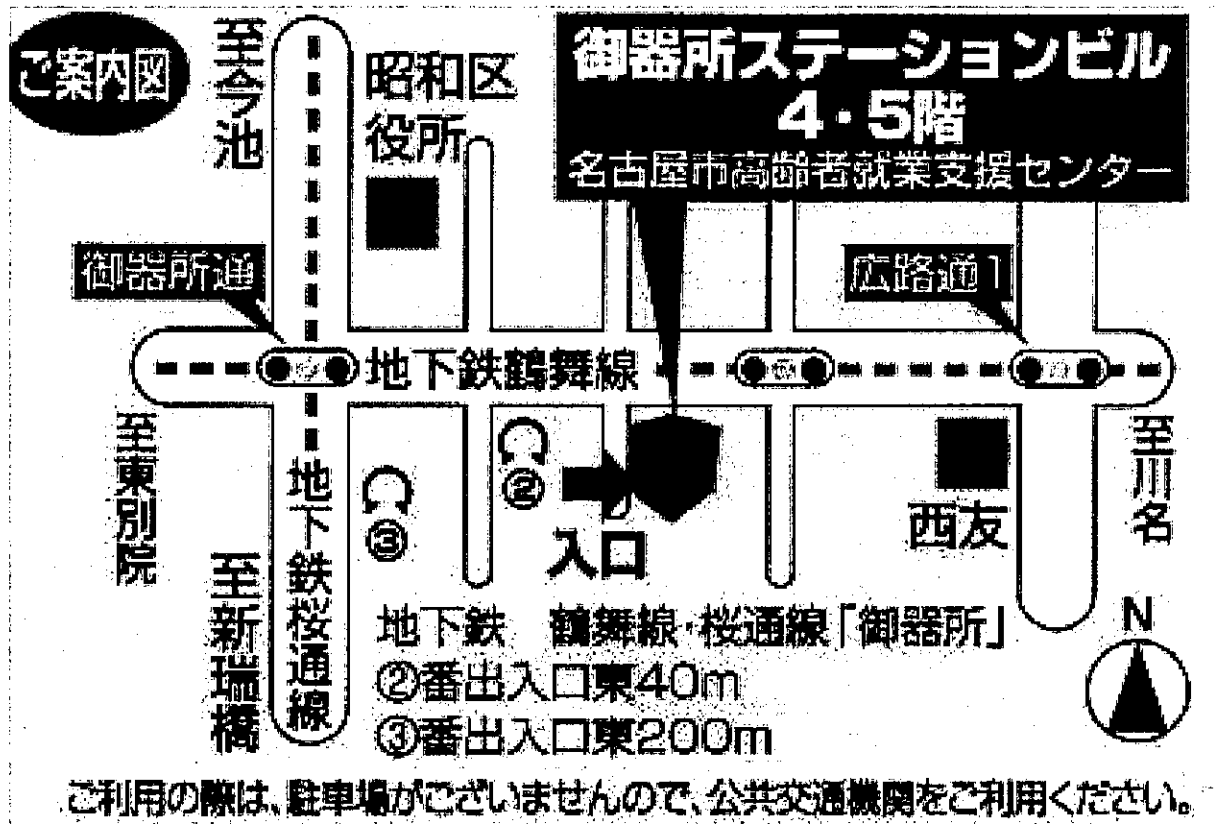 ご案内図
至今池
昭和区
役所
御器所ステーションビル
4・5階
名古屋市高齢者就業支援センター
御器所通
広路通1
地下鉄鶴舞線
至東別院
至新瑞橋
地下鉄桜通線
③
②
入口
西友
至川名
地下鉄 鶴舞線・桜通線「御器所」
②番出入口東40m
③番出入口東200m
N
ご利用の際は、駐車場がございませんので、公共交通機関をご利用ください。